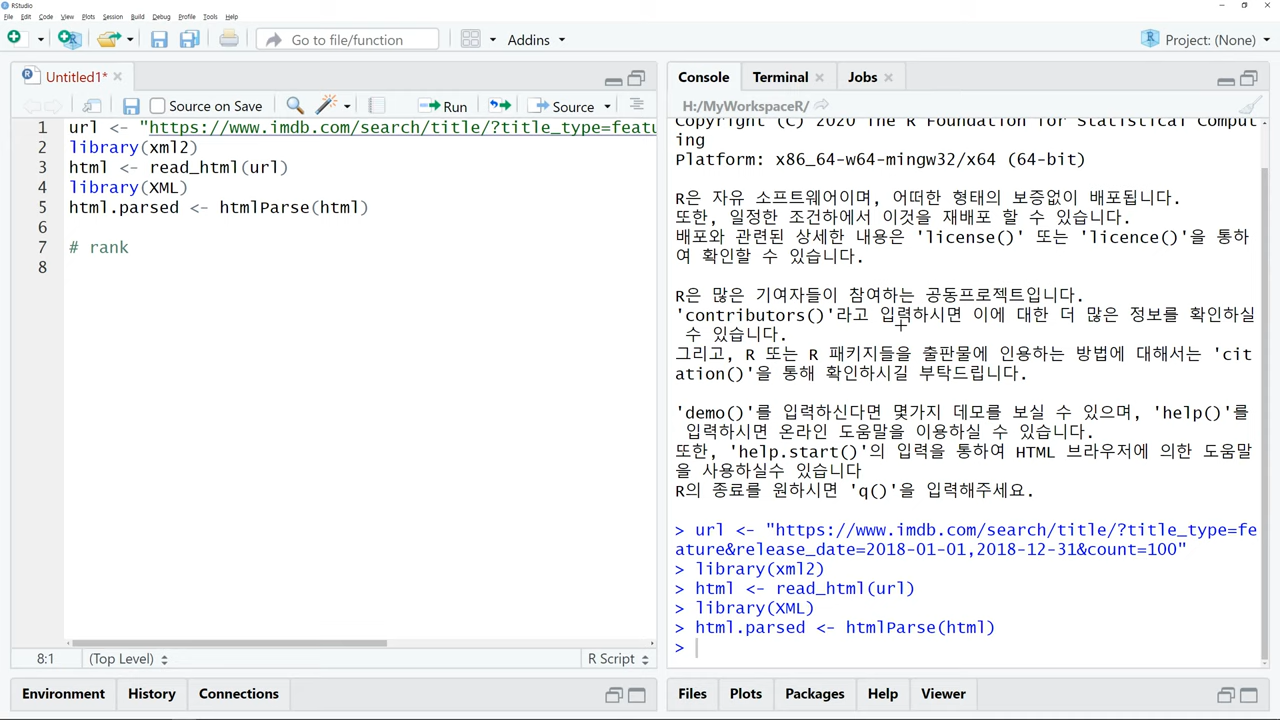 RStudio
File Edit Code View Plots Session Build Debug Profile Tools Help
Go to file/function
Addins
Project: (None)
Untitled1*
Source on Save
Run
Source
1 url <- "https://www.imdb.com/search/title/?title_type=featu
2 library(xml2)
3 html <- read_html(url)
4 library(XML)
5 html.parsed <- htmlParse(html)
6
7 # rank
8
8:1 (Top Level) R Script
Environment History Connections
Console Terminal Jobs
H:/MyWorkspaceR/
Copyright (C) 2020 The R Foundation for Statistical Comput
ing
Platform: x86_64-w64-mingw32/x64 (64-bit)
R은 자유 소프트웨어이며, 어떠한 형태의 보증없이 배포됩니다.
또한, 일정한 조건하에서 이것을 재배포 할 수 있습니다.
배포와 관련된 상세한 내용은 'license()' 또는 'licence()'을 통하
여 확인할 수 있습니다.
R은 많은 기여자들이 참여하는 공동프로젝트입니다.
'contributors()'라고 입력하시면 이에 대한 더 많은 정보를 확인하실
수 있습니다.
그리고, R 또는 R 패키지들을 출판물에 인용하는 방법에 대해서는 'cit
ation()'을 통해 확인하시길 부탁드립니다.
'demo()'를 입력하신다면 몇가지 데모를 보실 수 있으며, 'help()'를
입력하시면 온라인 도움말을 이용하실 수 있습니다.
또한, 'help.start()'의 입력을 통하여 HTML 브라우저에 의한 도움말
을 사용하실수 있습니다
R의 종료를 원하시면 'q()'을 입력해주세요.
> url <- "https://www.imdb.com/search/title/?title_type=fe
ature&release_date=2018-01-01,2018-12-31&count=100"
> library(xml2)
> html <- read_html(url)
> library(XML)
> html.parsed <- htmlParse(html)
>
Files Plots Packages Help Viewer